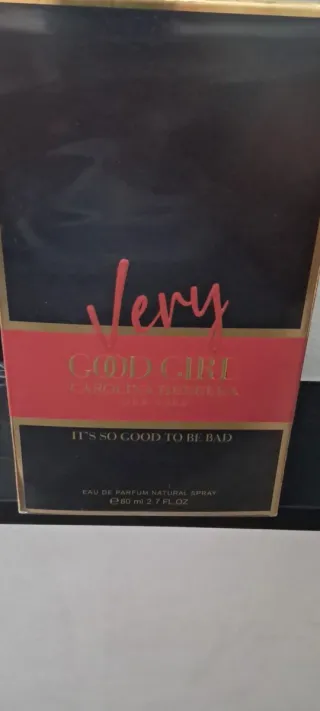 Very
GOOD GIRL
CAROLINA HERRERA
NEW YORK
IT'S SO GOOD TO BE BAD
EAU DE PARFUM NATURAL SPRAY
℮80 ml 2.7 FL.OZ